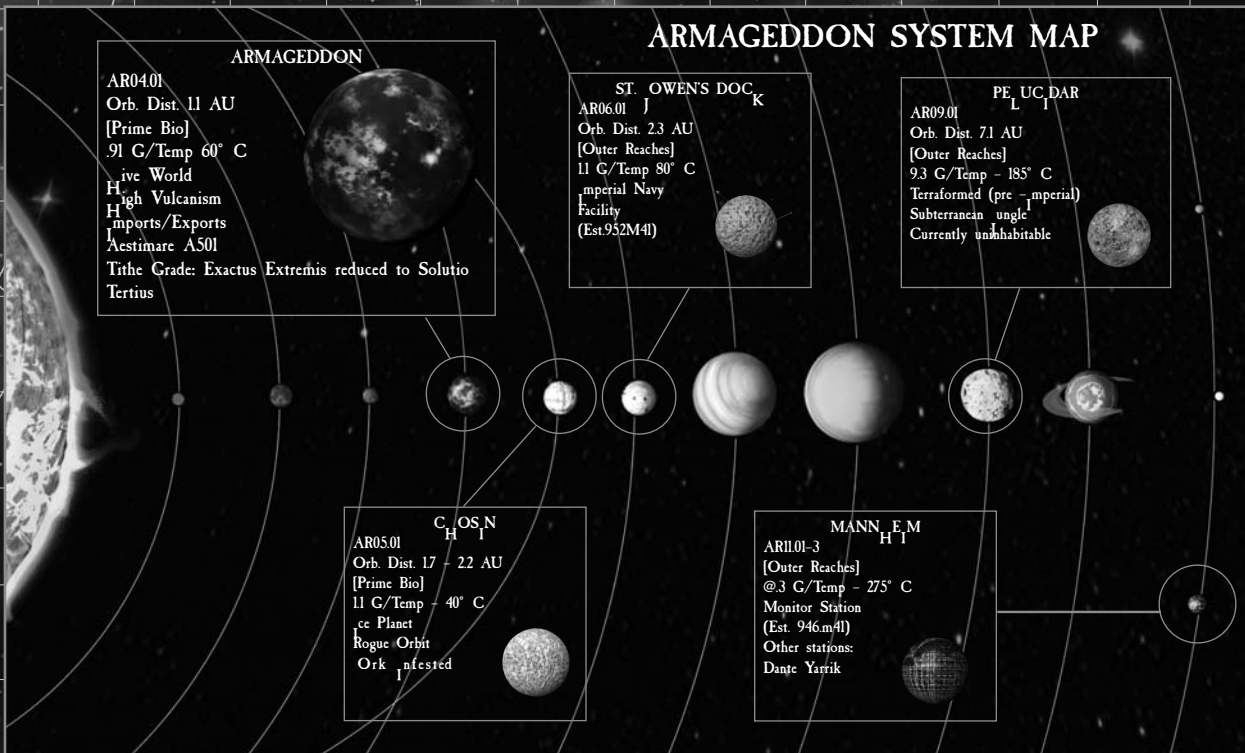 ARMAGEDDON SYSTEM MAP
ARMAGEDDON
AR04.01
Orb. Dist. 1.1 AU
[Prime Bio]
.91 G/Temp 60° C
Hive World
High Vulcanism
Imports/Exports
Aestimare A501
Tithe Grade: Exactus Extremis reduced to Solutio
Tertius
ST. JOWEN'S DOCK
AR06.01
Orb. Dist. 2.3 AU
[Outer Reaches]
1.1 G/Temp 80° C
Imperial Navy
Facility
(Est.952M41)
PELUCIDAR
AR09.01
Orb. Dist. 7.1 AU
[Outer Reaches]
9.3 G/Temp - 185° C
Terraformed (pre - Imperial)
Subterranean Jungle
Currently uninhabitable
CHOSIN
AR05.01
Orb. Dist. 1.7 - 2.2 AU
[Prime Bio]
1.1 G/Temp - 40° C
Ice Planet
Rogue Orbit
Ork Infested
MANNHEIM
AR11.01-3
[Outer Reaches]
@.3 G/Temp - 275° C
Monitor Station
(Est. 946.m41)
Other stations:
Dante Yarrik